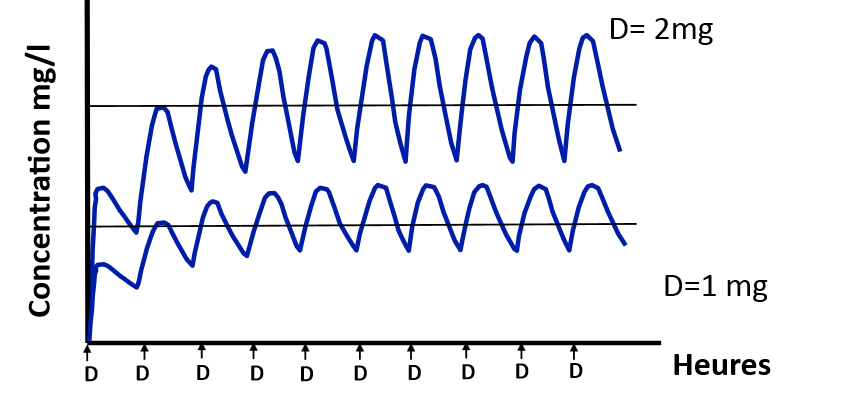 Concentration mg/l
D= 2mg
D=1 mg
D D D D D D D D D D
Heures